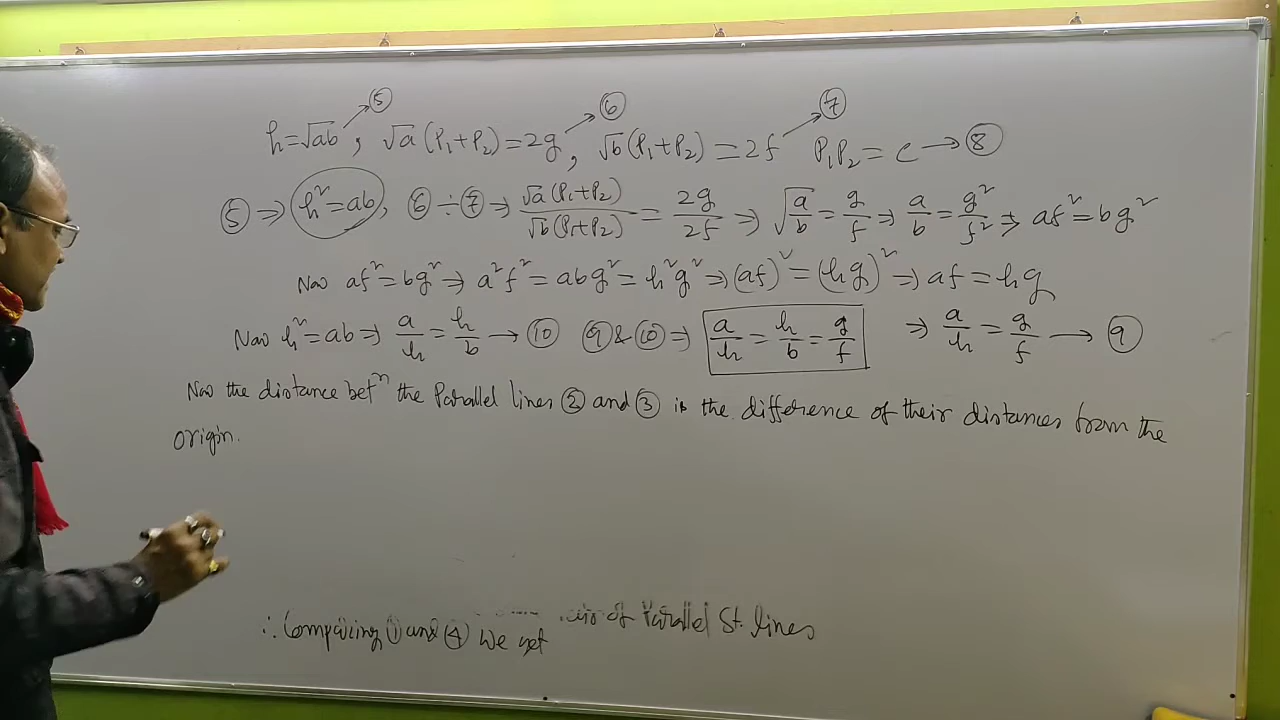 h=√ab → ⑤, √a(P₁+P₂)=2g → ⑥, √b(P₁+P₂)=2f → ⑦ P₁P₂=c → ⑧
⑤ ⇒ h²=ab, ⑥÷⑦ ⇒ √a(P₁+P₂)/√b(P₁+P₂) = 2g/2f ⇒ √(a/b) = g/f ⇒ a/b = g²/f² ⇒ af²=bg²
Now af²=bg² ⇒ a²f²=abg²=h²g² ⇒ (af)²=(hg)² ⇒ af=hg
Now h²=ab ⇒ a/h = h/b → ⑩ ⑨&⑩ ⇒ a/h = h/b = g/f ⇒ a/h = g/f → ⑨
Now the distance betⁿ the Parallel lines ② and ③ is the difference of their distances from the
origin.
of Parallel St. lines
∴ Comparing ① and ④ We get